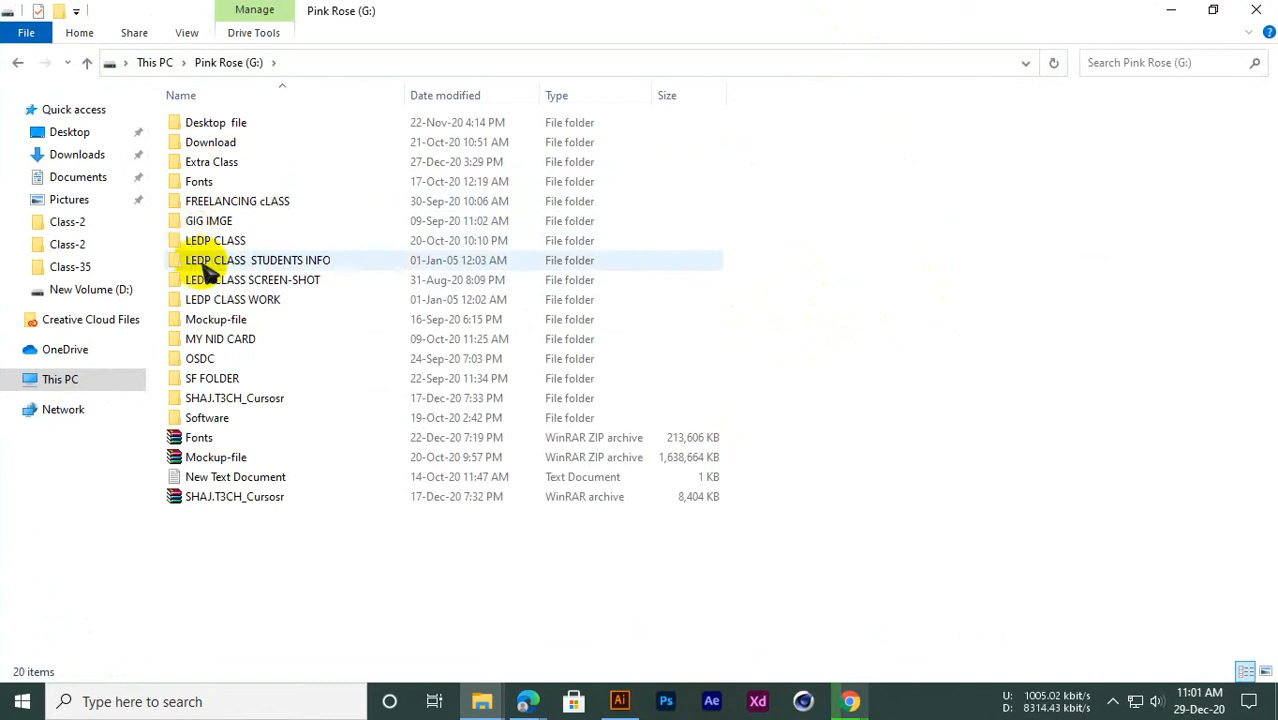 Manage
Pink Rose (G:)
File
Home
Share
View
Drive Tools
This PC
Pink Rose (G:)
Search Pink Rose (G:)
Name
Date modified
Type
Size
Quick access
Desktop
Downloads
Documents
Pictures
Class-2
Class-2
Class-35
New Volume (D:)
Creative Cloud Files
OneDrive
This PC
Network
Desktop file 22-Nov-20 4:14 PM File folder
Download 21-Oct-20 10:51 AM File folder
Extra Class 27-Dec-20 3:29 PM File folder
Fonts 17-Oct-20 12:19 AM File folder
FREELANCING cLASS 30-Sep-20 10:06 AM File folder
GIG IMGE 09-Sep-20 11:02 AM File folder
LEDP CLASS 20-Oct-20 10:10 PM File folder
LEDP CLASS STUDENTS INFO 01-Jan-05 12:03 AM File folder
LEDP CLASS SCREEN-SHOT 31-Aug-20 8:09 PM File folder
LEDP CLASS WORK 01-Jan-05 12:02 AM File folder
Mockup-file 16-Sep-20 6:15 PM File folder
MY NID CARD 09-Oct-20 11:25 AM File folder
OSDC 24-Sep-20 7:03 PM File folder
SF FOLDER 22-Sep-20 11:34 PM File folder
SHAJ.T3CH_Cursosr 17-Dec-20 7:33 PM File folder
Software 19-Oct-20 2:42 PM File folder
Fonts 22-Dec-20 7:19 PM WinRAR ZIP archive 213,606 KB
Mockup-file 20-Oct-20 9:57 PM WinRAR ZIP archive 1,638,664 KB
New Text Document 14-Oct-20 11:47 AM Text Document 1 KB
SHAJ.T3CH_Cursosr 17-Dec-20 7:32 PM WinRAR archive 8,404 KB
20 items
Type here to search
Ai
Ps
Ae
Xd
U: 1005.02 kbit/s
D: 8314.43 kbit/s
11:01 AM
29-Dec-20